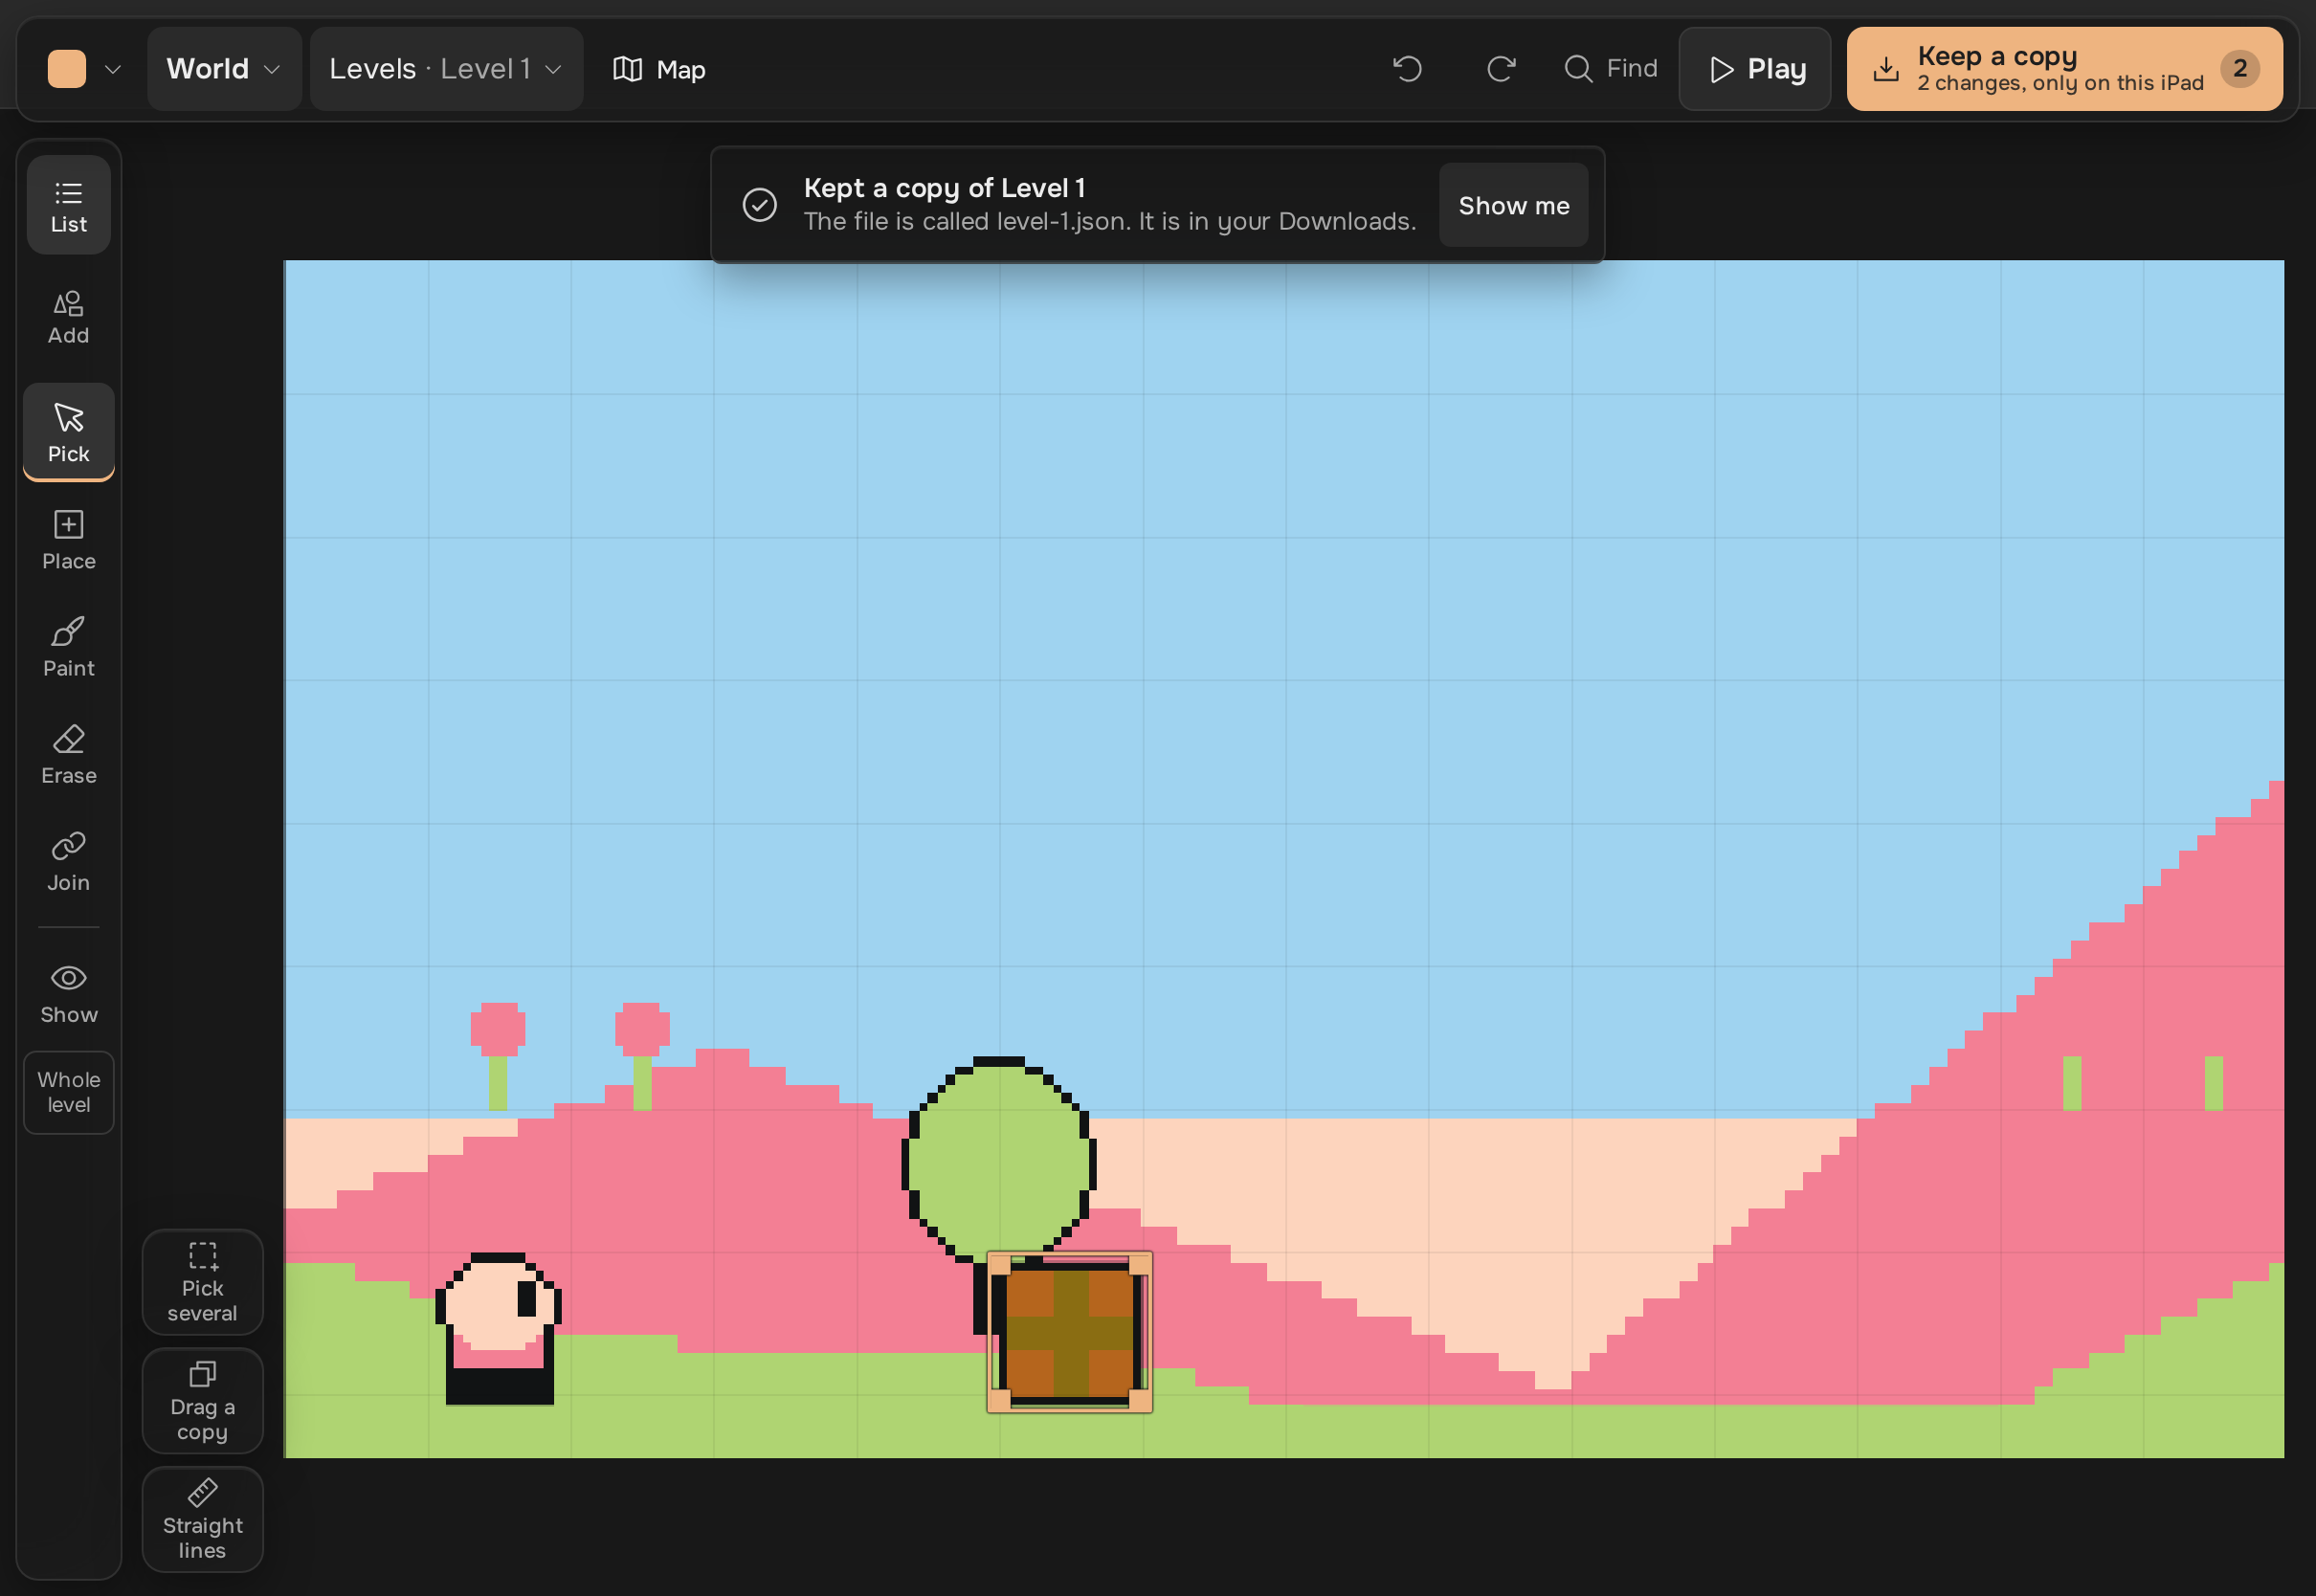 World
Levels · Level 1
Map
Find
Play
Keep a copy
2 changes, only on this iPad
2
List
Kept a copy of Level 1
The file is called level-1.json. It is in your Downloads.
Show me
Add
Pick
Place
Paint
Erase
Join
Show
Whole
level
Pick
several
Drag a
copy
Straight
lines